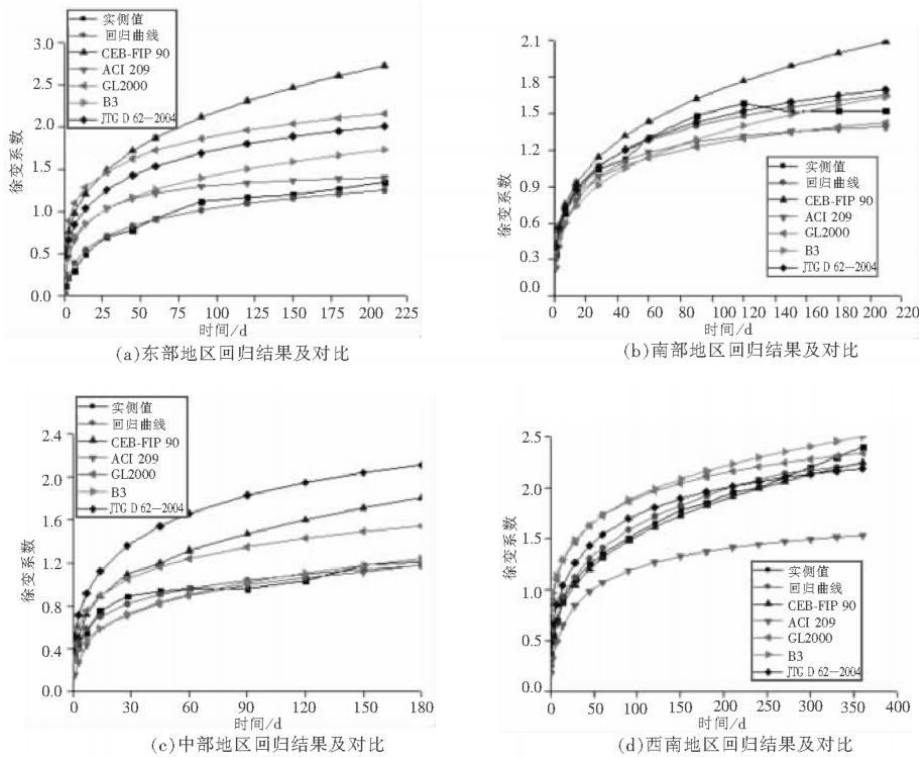 实侧值
回归曲线
CEB-FIP 90
ACI 209
GL2000
B3
JTG D 62—2004
徐变系数
3.0
2.5
2.0
1.5
1.0
0.5
0.0
0 25 50 75 100 125 150 175 200 225
时间/d
(a)东部地区回归结果及对比
徐变系数
2.1
1.8
1.5
1.2
0.9
0.6
0.3
0.0
实侧值
回归曲线
CEB-FIP 90
ACI 209
GL2000
B3
JTG D 62—2004
0 20 40 60 80 100 120 140 160 180 200 220
时间/d
(b)南部地区回归结果及对比
实侧值
回归曲线
CEB-FIP 90
ACI 209
GL2000
B3
JTG D 62—2004
徐变系数
2.4
2.0
1.6
1.2
0.8
0.4
0.0
0 30 60 90 120 150 180
时间/d
(c)中部地区回归结果及对比
徐变系数
2.5
2.0
1.5
1.0
0.5
0.0
实侧值
回归曲线
CEB-FIP 90
ACI 209
GL2000
B3
JTG D 62—2004
0 50 100 150 200 250 300 350 400
时间/d
(d)西南地区回归结果及对比